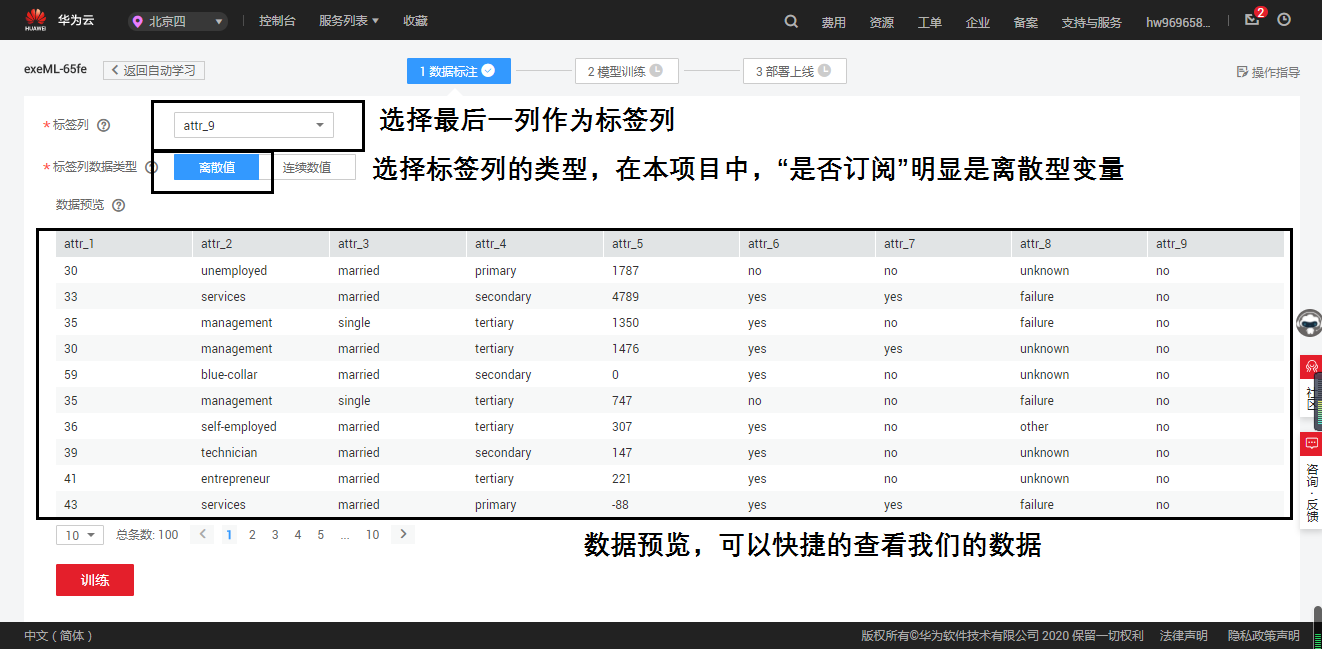 HUAWEI 华为云 北京四 控制台 服务列表 收藏 费用 资源 工单 企业 备案 支持与服务 hw969658... 2
exeML-65fe 返回自动学习 1 数据标注 2 模型训练 3 部署上线 操作指导
* 标签列 ? attr_9 选择最后一列作为标签列
* 标签列数据类型 ? 离散值 连续数值 选择标签列的类型，在本项目中，“是否订阅”明显是离散型变量
数据预览 ?
attr_1 attr_2 attr_3 attr_4 attr_5 attr_6 attr_7 attr_8 attr_9
30 unemployed married primary 1787 no no unknown no
33 services married secondary 4789 yes yes failure no
35 management single tertiary 1350 yes no failure no
30 management married tertiary 1476 yes yes unknown no
59 blue-collar married secondary 0 yes no unknown no
35 management single tertiary 747 no no failure no
36 self-employed married tertiary 307 yes no other no
39 technician married secondary 147 yes no unknown no
41 entrepreneur married tertiary 221 yes no unknown no
43 services married primary -88 yes yes failure no
社区
咨询·反馈
10 总条数: 100 < 1 2 3 4 5 ... 10 >
数据预览，可以快捷的查看我们的数据
训练
中文 ( 简体 ) 版权所有©华为软件技术有限公司 2020 保留一切权利 法律声明 隐私政策声明